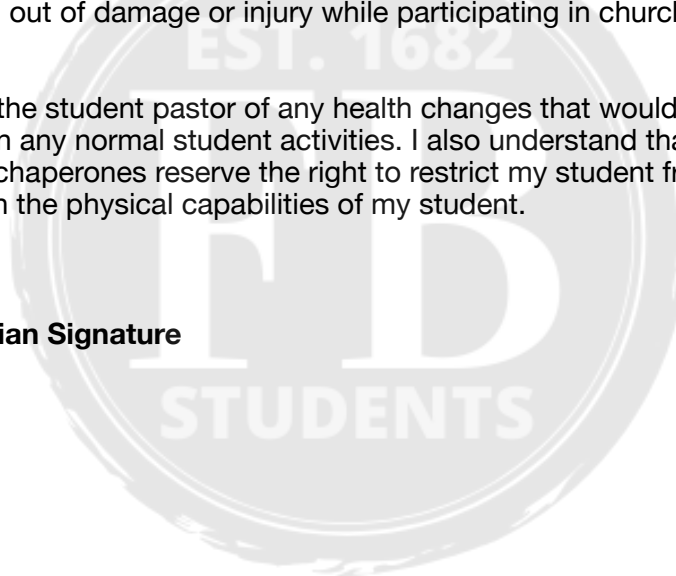 out of damage or injury while participating in church
EST. 1682
the student pastor of any health changes that would
any normal student activities. I also understand
chaperones reserve the right to restrict my student
the physical capabilities of my student.
FB
ian Signature
STUDENTS